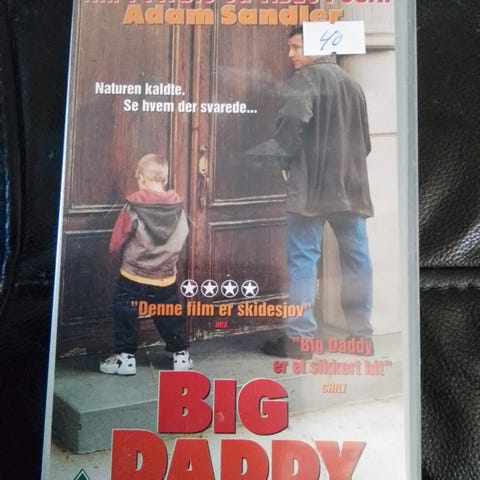 Adam Sandler
40
Naturen kaldte.
Se hvem der svarede...
"Denne film er skidesjov"
MIX
"Big Daddy
er et sikkert hit"
CHILI
BIG
DADDY